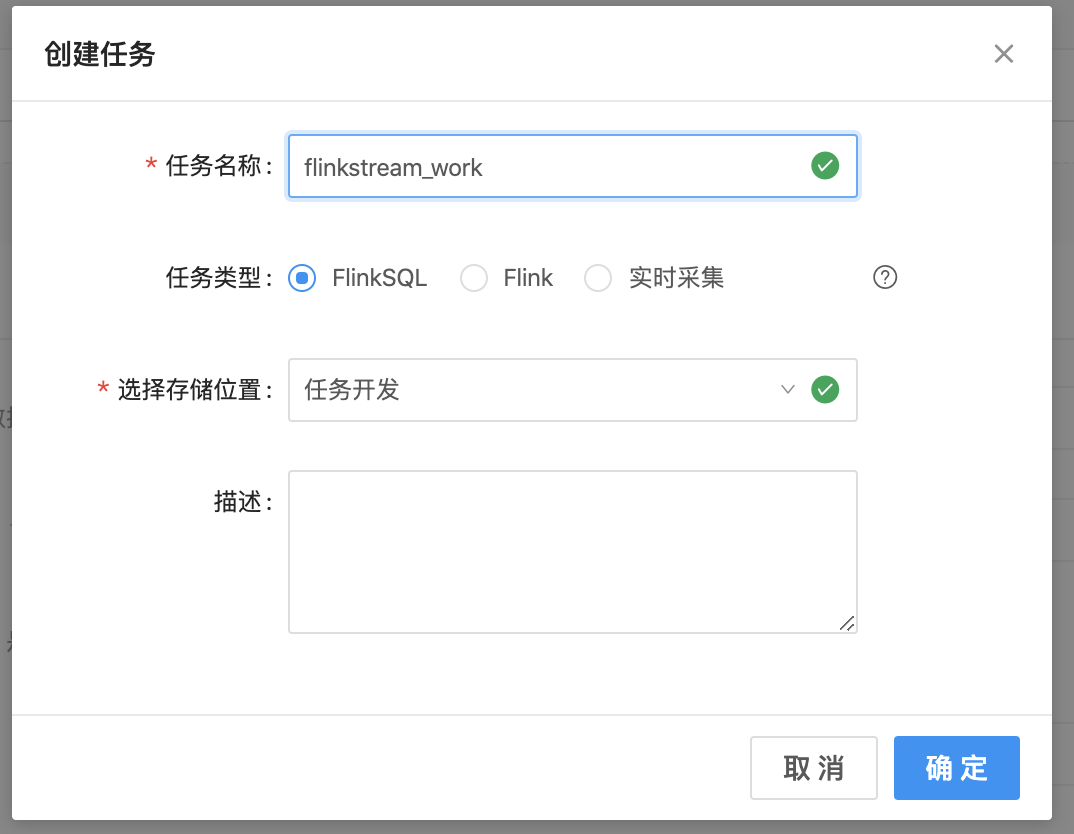 创建任务
* 任务名称: flinkstream_work
任务类型: FlinkSQL Flink 实时采集
* 选择存储位置: 任务开发
描述:
取 消 确 定